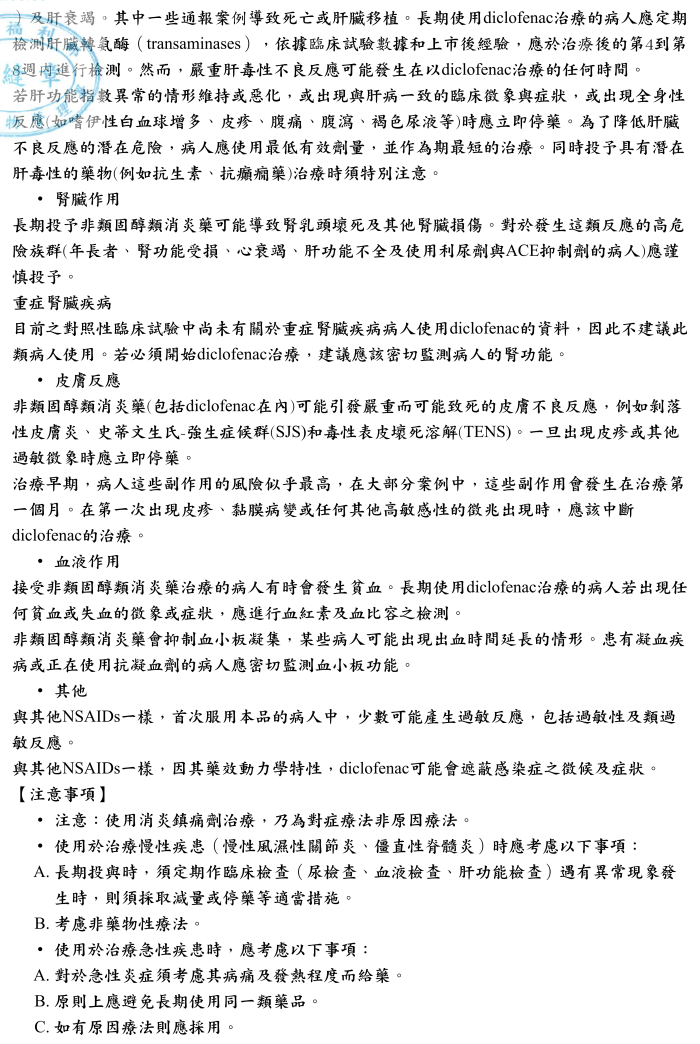 ）及肝衰竭。其中一些通報案例導致死亡或肝臟移植。長期使用diclofenac治療的病人應定期
檢測肝臟轉氨酶（transaminases），依據臨床試驗數據和上市後經驗，應於治療後的第4到第
8週內進行檢測。然而，嚴重肝毒性不良反應可能發生在以diclofenac治療的任何時間。
若肝功能指數異常的情形維持或惡化，或出現與肝病一致的臨床徵象與症狀，或出現全身性
反應(如嗜伊性白血球增多、皮疹、腹痛、腹瀉、褐色尿液等)時應立即停藥。為了降低肝臟
不良反應的潛在危險，病人應使用最低有效劑量，並作為期最短的治療。同時投予具有潛在
肝毒性的藥物(例如抗生素、抗癲癇藥)治療時須特別注意。
• 腎臟作用
長期投予非類固醇類消炎藥可能導致腎乳頭壞死及其他腎臟損傷。對於發生這類反應的高危
險族群(年長者、腎功能受損、心衰竭、肝功能不全及使用利尿劑與ACE抑制劑的病人)應謹
慎投予。
重症腎臟疾病
目前之對照性臨床試驗中尚未有關於重症腎臟疾病病人使用diclofenac的資料，因此不建議此
類病人使用。若必須開始diclofenac治療，建議應該密切監測病人的腎功能。
• 皮膚反應
非類固醇類消炎藥(包括diclofenac在內)可能引發嚴重而可能致死的皮膚不良反應，例如剝落
性皮膚炎、史蒂文生氏-強生症候群(SJS)和毒性表皮壞死溶解(TENS)。一旦出現皮疹或其他
過敏徵象時應立即停藥。
治療早期，病人這些副作用的風險似乎最高，在大部分案例中，這些副作用會發生在治療第
一個月。在第一次出現皮疹、黏膜病變或任何其他高敏感性的徵兆出現時，應該中斷
diclofenac的治療。
• 血液作用
接受非類固醇類消炎藥治療的病人有時會發生貧血。長期使用diclofenac治療的病人若出現任
何貧血或失血的徵象或症狀，應進行血紅素及血比容之檢測。
非類固醇類消炎藥會抑制血小板凝集，某些病人可能出現出血時間延長的情形。患有凝血疾
病或正在使用抗凝血劑的病人應密切監測血小板功能。
• 其他
與其他NSAIDs一樣，首次服用本品的病人中，少數可能產生過敏反應，包括過敏性及類過
敏反應。
與其他NSAIDs一樣，因其藥效動力學特性，diclofenac可能會遮蔽感染症之徵候及症狀。
【注意事項】
• 注意：使用消炎鎮痛劑治療，乃為對症療法非原因療法。
• 使用於治療慢性疾患（慢性風濕性關節炎、僵直性脊髓炎）時應考慮以下事項：
A. 長期投與時，須定期作臨床檢查（尿檢查、血液檢查、肝功能檢查）遇有異常現象發
生時，則須採取減量或停藥等適當措施。
B. 考慮非藥物性療法。
• 使用於治療急性疾患時，應考慮以下事項：
A. 對於急性炎症須考慮其病痛及發熱程度而給藥。
B. 原則上應避免長期使用同一類藥品。
C. 如有原因療法則應採用。